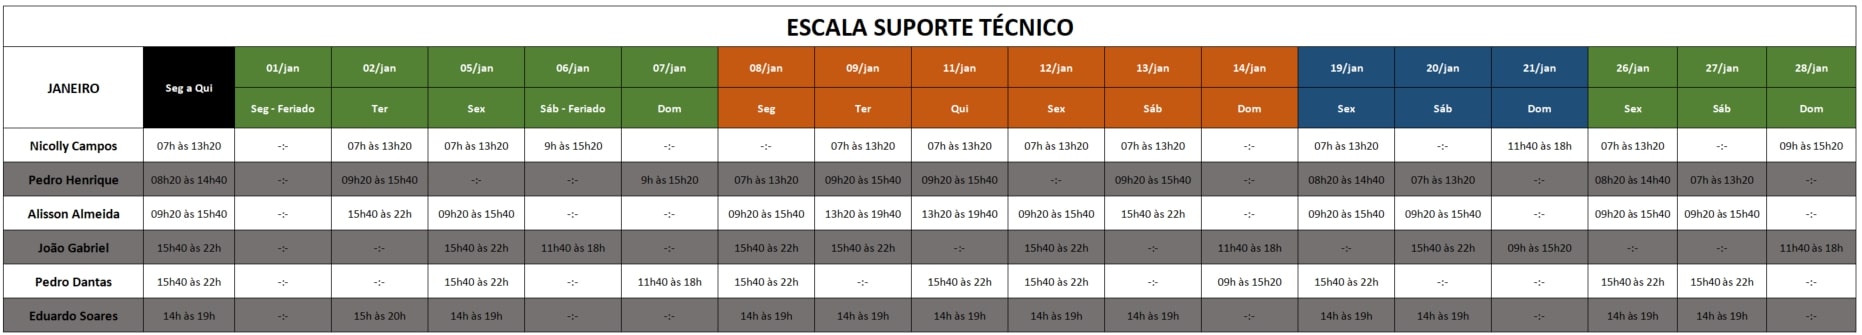 ESCALA SUPORTE TÉCNICO
JANEIRO Seg a Qui 01/jan 02/jan 05/jan 06/jan 07/jan 08/jan 09/jan 11/jan 12/jan 13/jan 14/jan 19/jan 20/jan 21/jan 26/jan 27/jan 28/jan
Seg - Feriado Ter Sex Sáb - Feriado Dom Seg Ter Qui Sex Sáb Dom Sex Sáb Dom Sex Sáb Dom
Nicolly Campos 07h às 13h20 -:- 07h às 13h20 07h às 13h20 9h às 15h20 -:- -:- 07h às 13h20 07h às 13h20 07h às 13h20 07h às 13h20 -:- 07h às 13h20 -:- 11h40 às 18h 07h às 13h20 -:- 09h às 15h20
Pedro Henrique 08h20 às 14h40 -:- 09h20 às 15h40 -:- -:- 9h às 15h20 07h às 13h20 09h20 às 15h40 09h20 às 15h40 -:- 09h20 às 15h40 -:- 08h20 às 14h40 07h às 13h20 -:- 08h20 às 14h40 07h às 13h20 -:-
Alisson Almeida 09h20 às 15h40 -:- 15h40 às 22h 09h20 às 15h40 -:- -:- 09h20 às 15h40 13h20 às 19h40 13h20 às 19h40 09h20 às 15h40 15h40 às 22h -:- 09h20 às 15h40 09h20 às 15h40 -:- 09h20 às 15h40 09h20 às 15h40 -:-
João Gabriel 15h40 às 22h -:- -:- 15h40 às 22h 11h40 às 18h -:- 15h40 às 22h 15h40 às 22h -:- 15h40 às 22h -:- 11h40 às 18h -:- 15h40 às 22h 09h às 15h20 -:- -:- 11h40 às 18h
Pedro Dantas 15h40 às 22h -:- -:- 15h40 às 22h -:- 11h40 às 18h 15h40 às 22h -:- 15h40 às 22h 15h40 às 22h -:- 09h às 15h20 15h40 às 22h -:- -:- 15h40 às 22h 15h40 às 22h -:-
Eduardo Soares 14h às 19h -:- 15h às 20h 14h às 19h -:- -:- 14h às 19h 14h às 19h 14h às 19h 14h às 19h 14h às 19h -:- 14h às 19h 14h às 19h -:- 14h às 19h 14h às 19h -:-